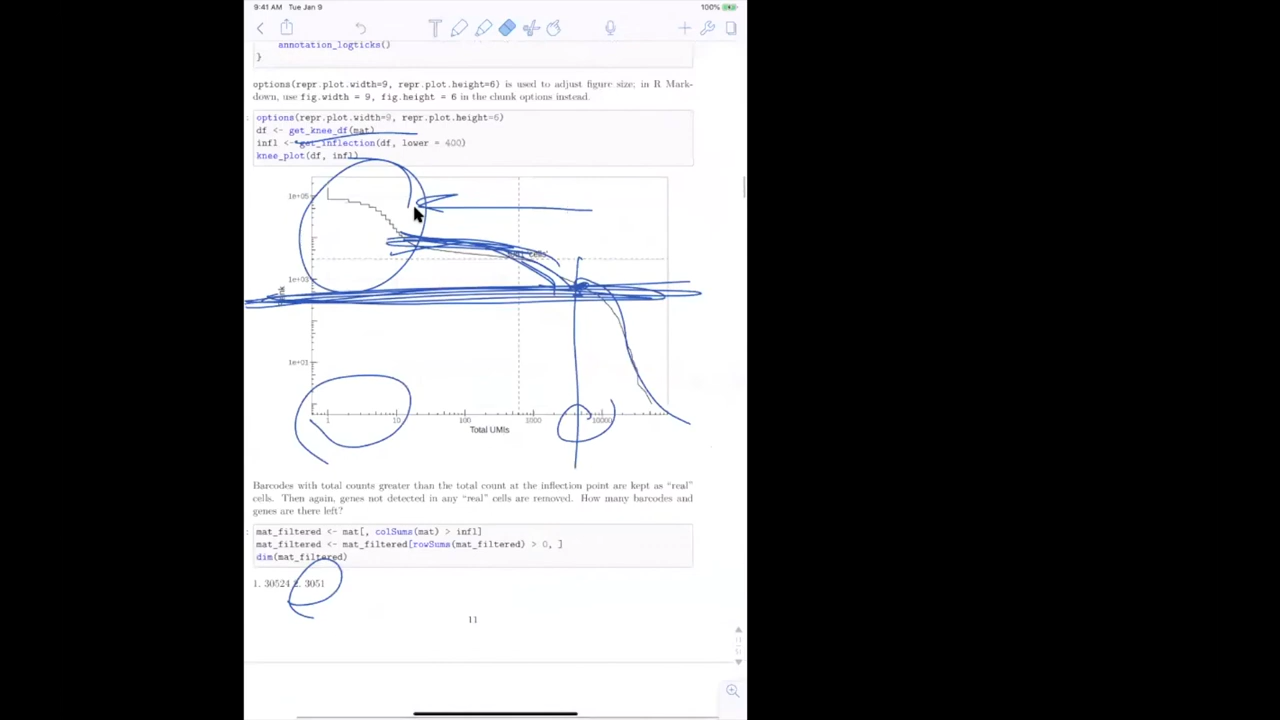 9:41 AM Tue Jan 9
100%
annotation_logticks()
}
options(repr.plot.width=9, repr.plot.height=6) is used to adjust figure size; in R Mark-
down, use fig.width = 9, fig.height = 6 in the chunk options instead.
options(repr.plot.width=9, repr.plot.height=6)
df <- get_knee_df(mat)
infl <- get_inflection(df, lower = 400)
knee_plot(df, infl)
1e+05
cells'
1e+03
1e+01
1 10 100 1000 10000
Total UMIs
Barcodes with total counts greater than the total count at the inflection point are kept as “real”
cells. Then again, genes not detected in any “real” cells are removed. How many barcodes and
genes are there left?
mat_filtered <- mat[, colSums(mat) > infl]
mat_filtered <- mat_filtered[rowSums(mat_filtered) > 0, ]
dim(mat_filtered)
1. 30524 2. 3051
11